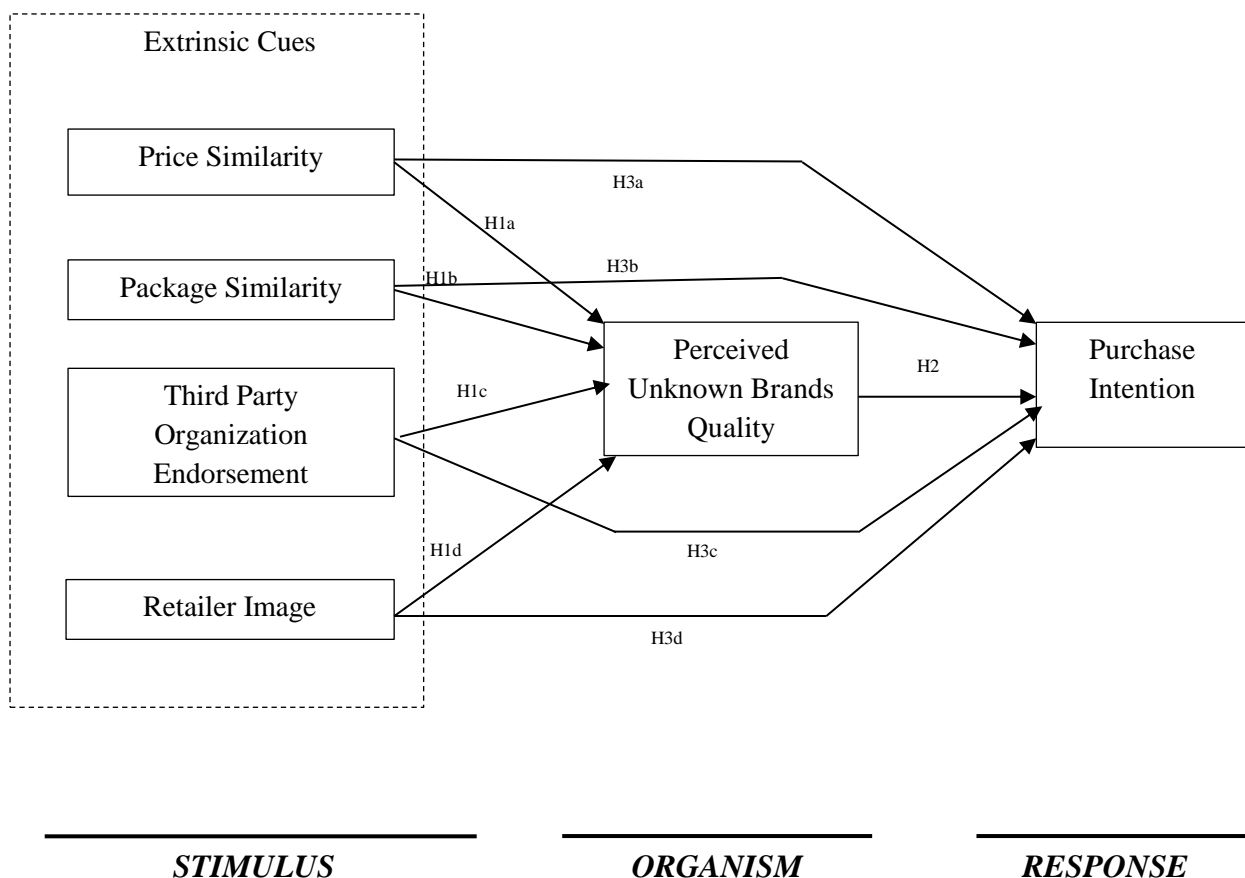 Extrinsic Cues
Price Similarity
H3a
H1a
Package Similarity
H1b
H3b
Perceived
Unknown Brands
Quality
H2
Purchase
Intention
Third Party
Organization
Endorsement
H1c
H1d
H3c
Retailer Image
H3d
STIMULUS
ORGANISM
RESPONSE